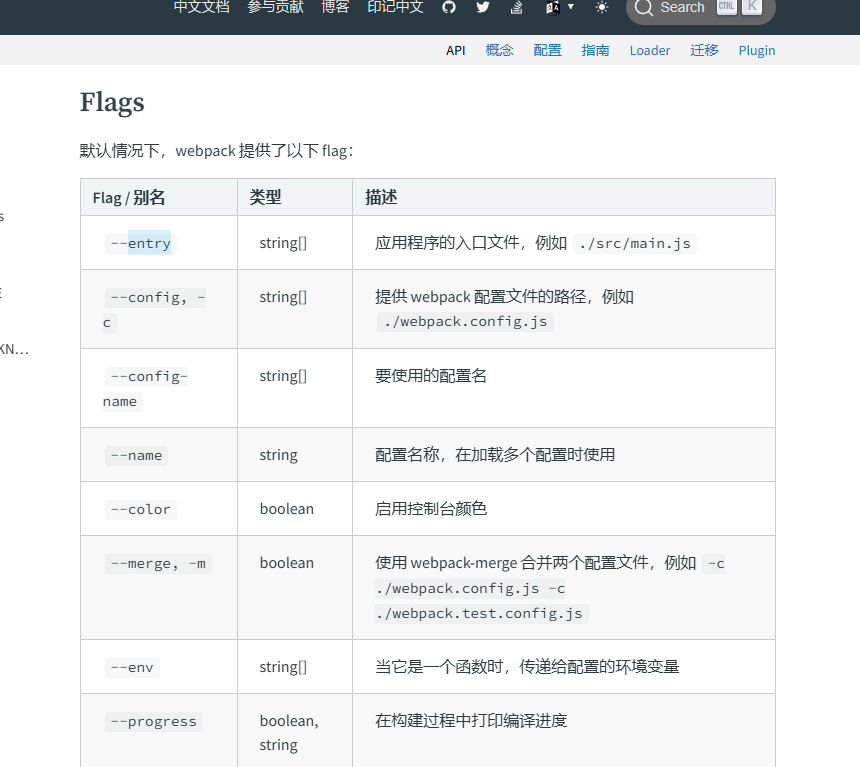 中文文档 参与贡献 博客 印记中文 Search CTRL K
API 概念 配置 指南 Loader 迁移 Plugin
Flags
默认情况下，webpack 提供了以下 flag：
Flag / 别名 类型 描述
--entry string[] 应用程序的入口文件，例如 ./src/main.js
--config, -c string[] 提供 webpack 配置文件的路径，例如
./webpack.config.js
--config-
name string[] 要使用的配置名
--name string 配置名称，在加载多个配置时使用
--color boolean 启用控制台颜色
--merge, -m boolean 使用 webpack-merge 合并两个配置文件，例如 -c
./webpack.config.js -c
./webpack.test.config.js
--env string[] 当它是一个函数时，传递给配置的环境变量
--progress boolean,
string 在构建过程中打印编译进度
KN...